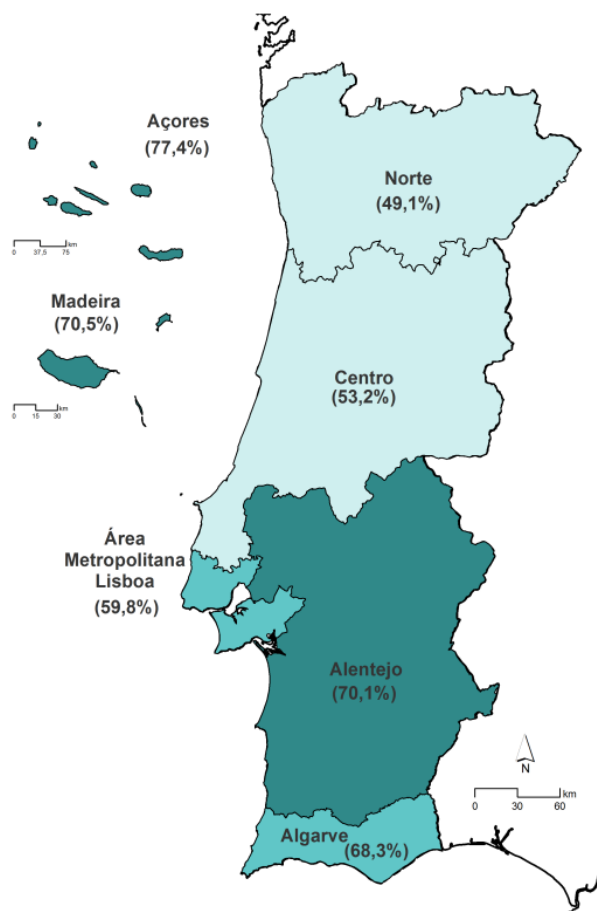 Açores
(77,4%)
Norte
(49,1%)
0 37,5 75 km
Madeira
(70,5%)
Centro
(53,2%)
0 15 30 km
Área
Metropolitana
Lisboa
(59,8%)
Alentejo
(70,1%)
N
km
0 30 60
Algarve (68,3%)